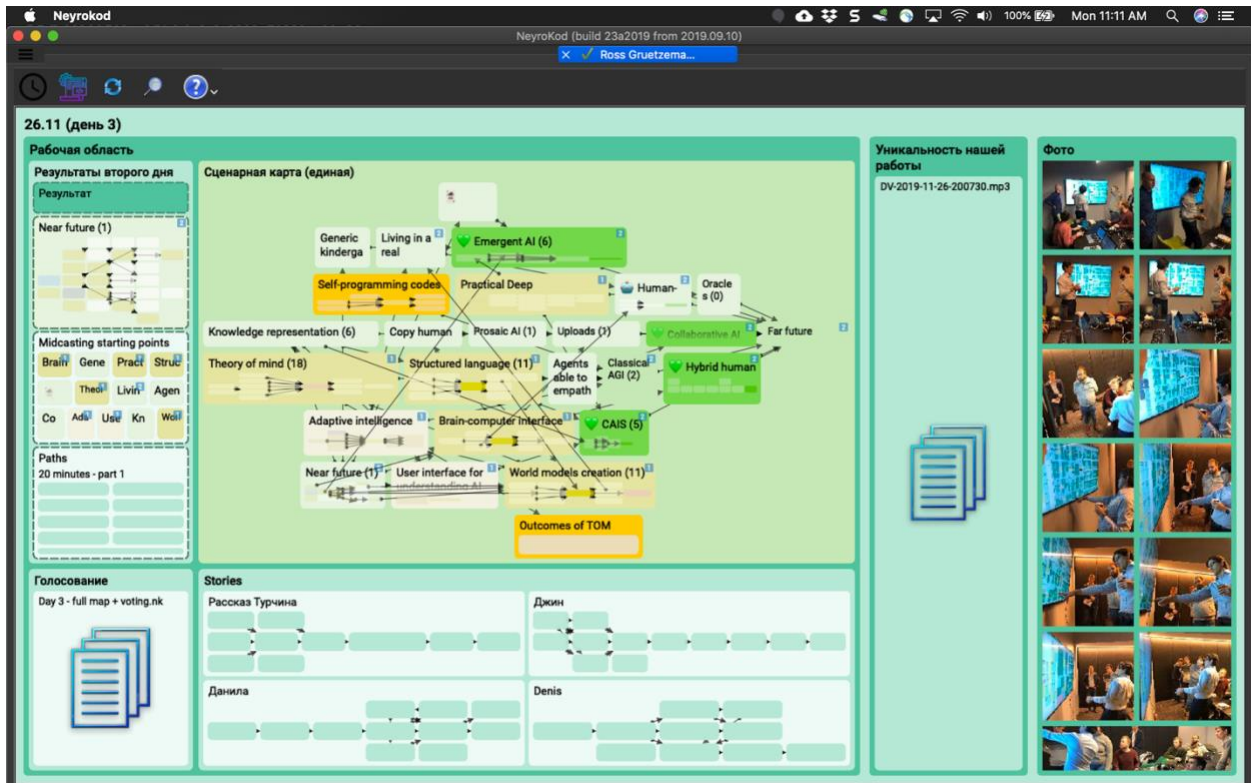 Neyrokod
100%
Mon 11:11 AM
NeyroKod (build 23a2019 from 2019.09.10)
Ross Gruetzema...
26.11 (день 3)
Рабочая область
Результаты второго дня
Результат
Near future (1)
Midcasting starting points
Brain Gene Pract Struc
Livin Agen
Co Use Kn
Paths
20 minutes - part 1
Сценарная карта (единая)
Generic
kinderga
Living in a
real
Emergent AI (6)
Self-programming codes
Practical Deep
Human-
Oracle
s (0)
Knowledge representation (6)
Copy human
Prosaic AI (1)
Uploads (1)
Collaborative AI
Far future
Theory of mind (18)
Structured language (11)
Agents
able to
empath
Classical
AGI (2)
Hybrid human
Adaptive intelligence
Brain-computer interface
CAIS (5)
Near future (1)
User interface for
understanding AI
World models creation (11)
Outcomes of TOM
Голосование
Day 3 - full map + voting.nk
Stories
Рассказ Турчина
Джин
Данила
Denis
Уникальность нашей
работы
DV-2019-11-26-200730.mp3
Фото